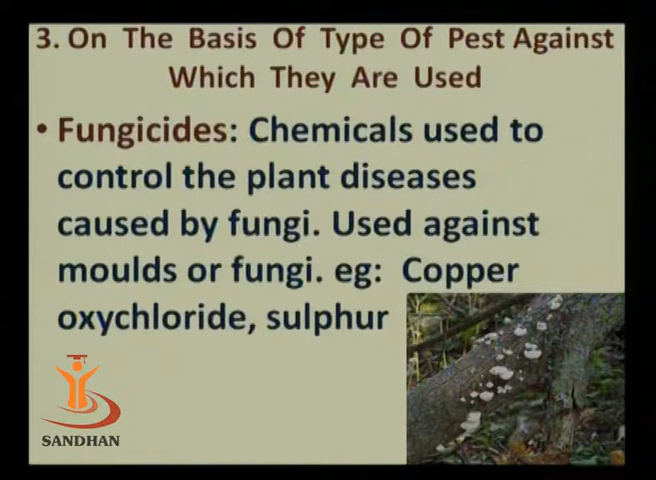 3. On The Basis Of Type Of Pest Against
Which They Are Used
• Fungicides: Chemicals used to
control the plant diseases
caused by fungi. Used against
moulds or fungi. eg: Copper
oxychloride, sulphur
SANDHAN